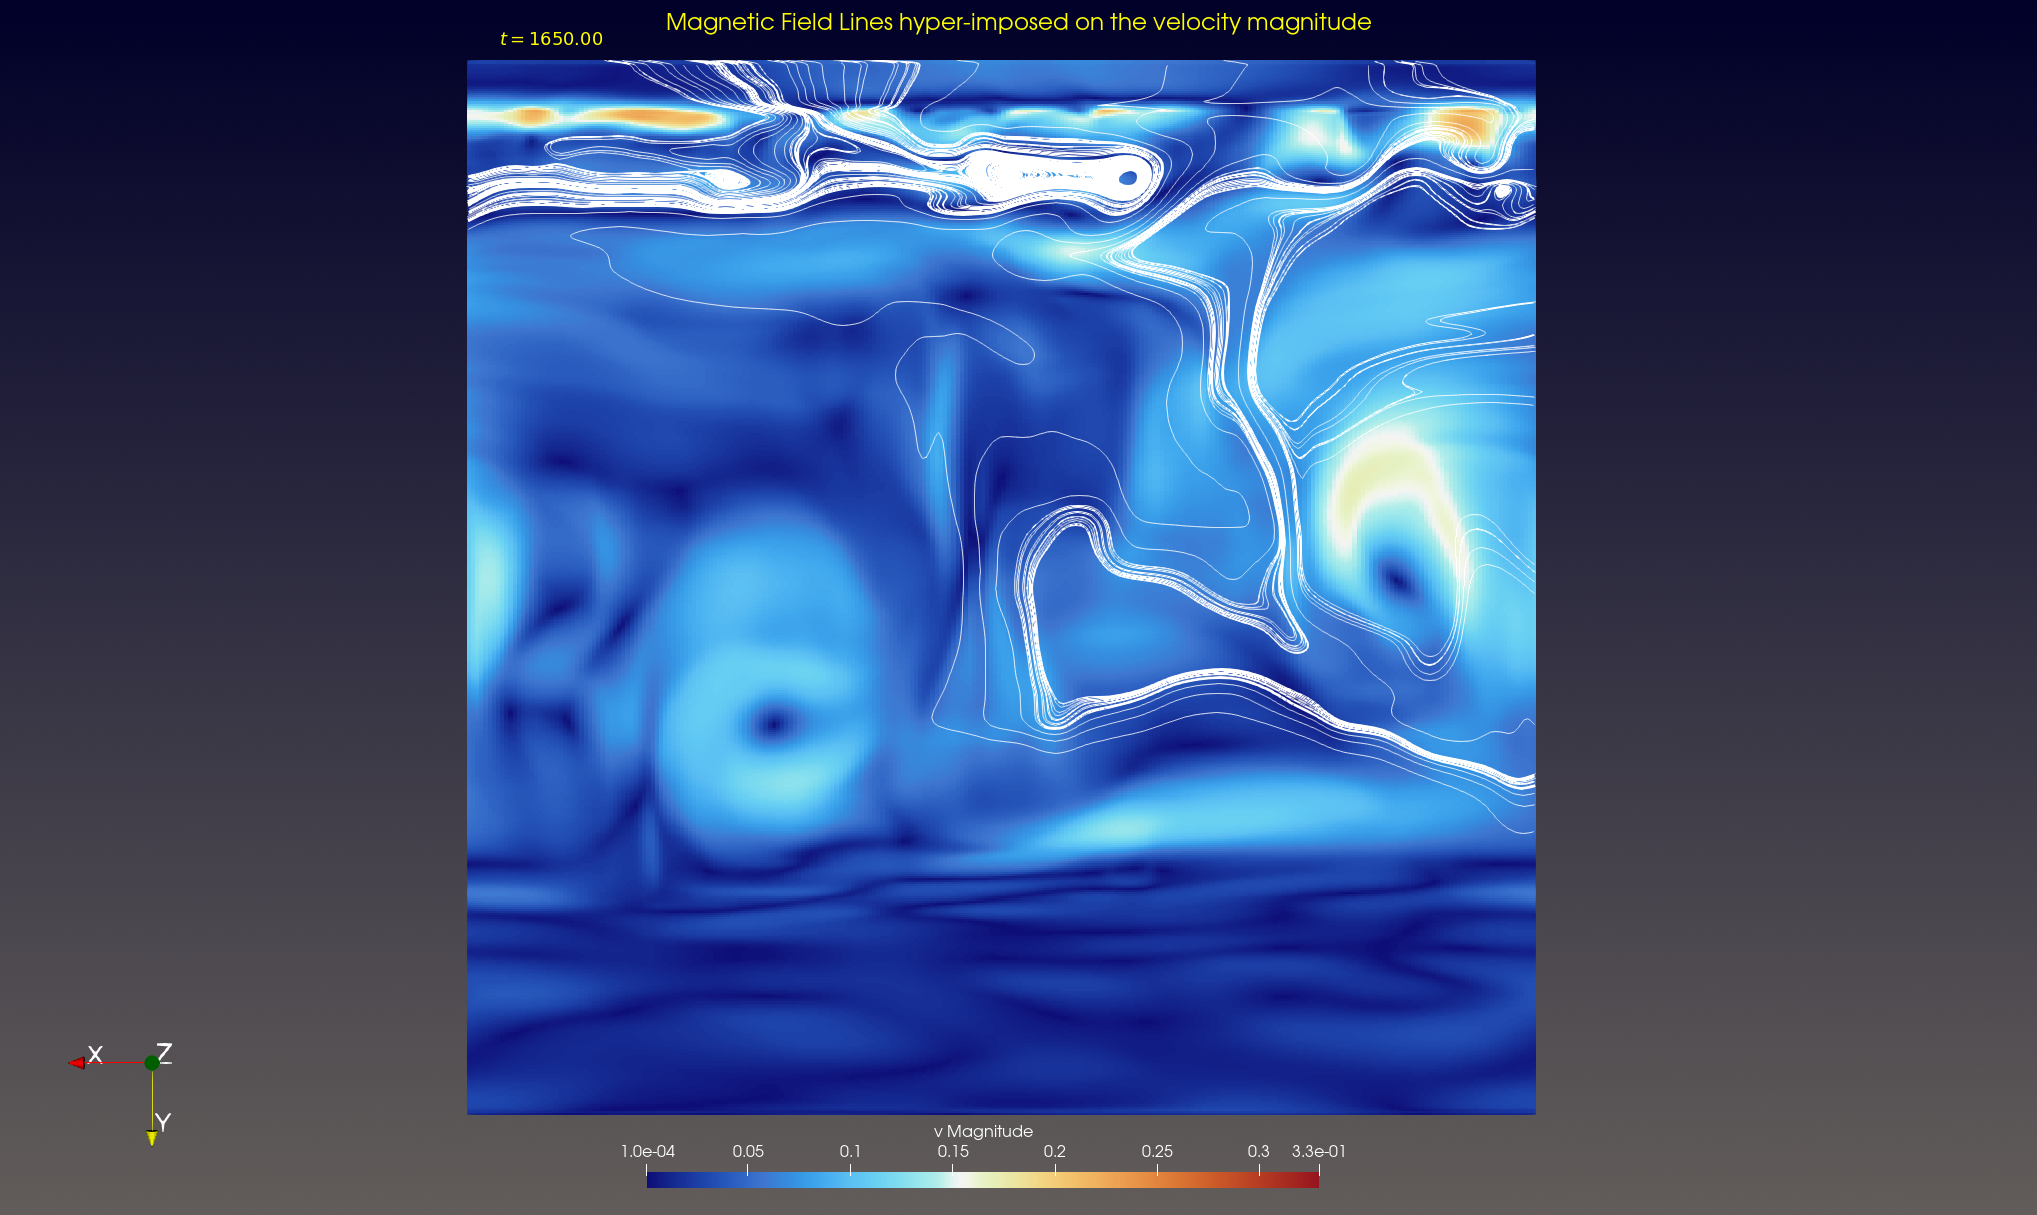 Magnetic Field Lines hyper-imposed on the velocity magnitude
t = 1650.00
X
Z
Y
v Magnitude
1.0e-04 0.05 0.1 0.15 0.2 0.25 0.3 3.3e-01